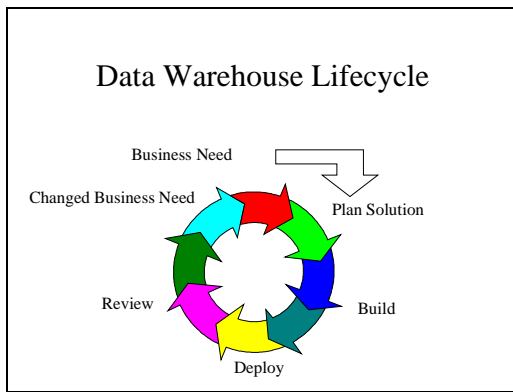 Data Warehouse Lifecycle
Business Need
Changed Business Need
Plan Solution
Review
Build
Deploy